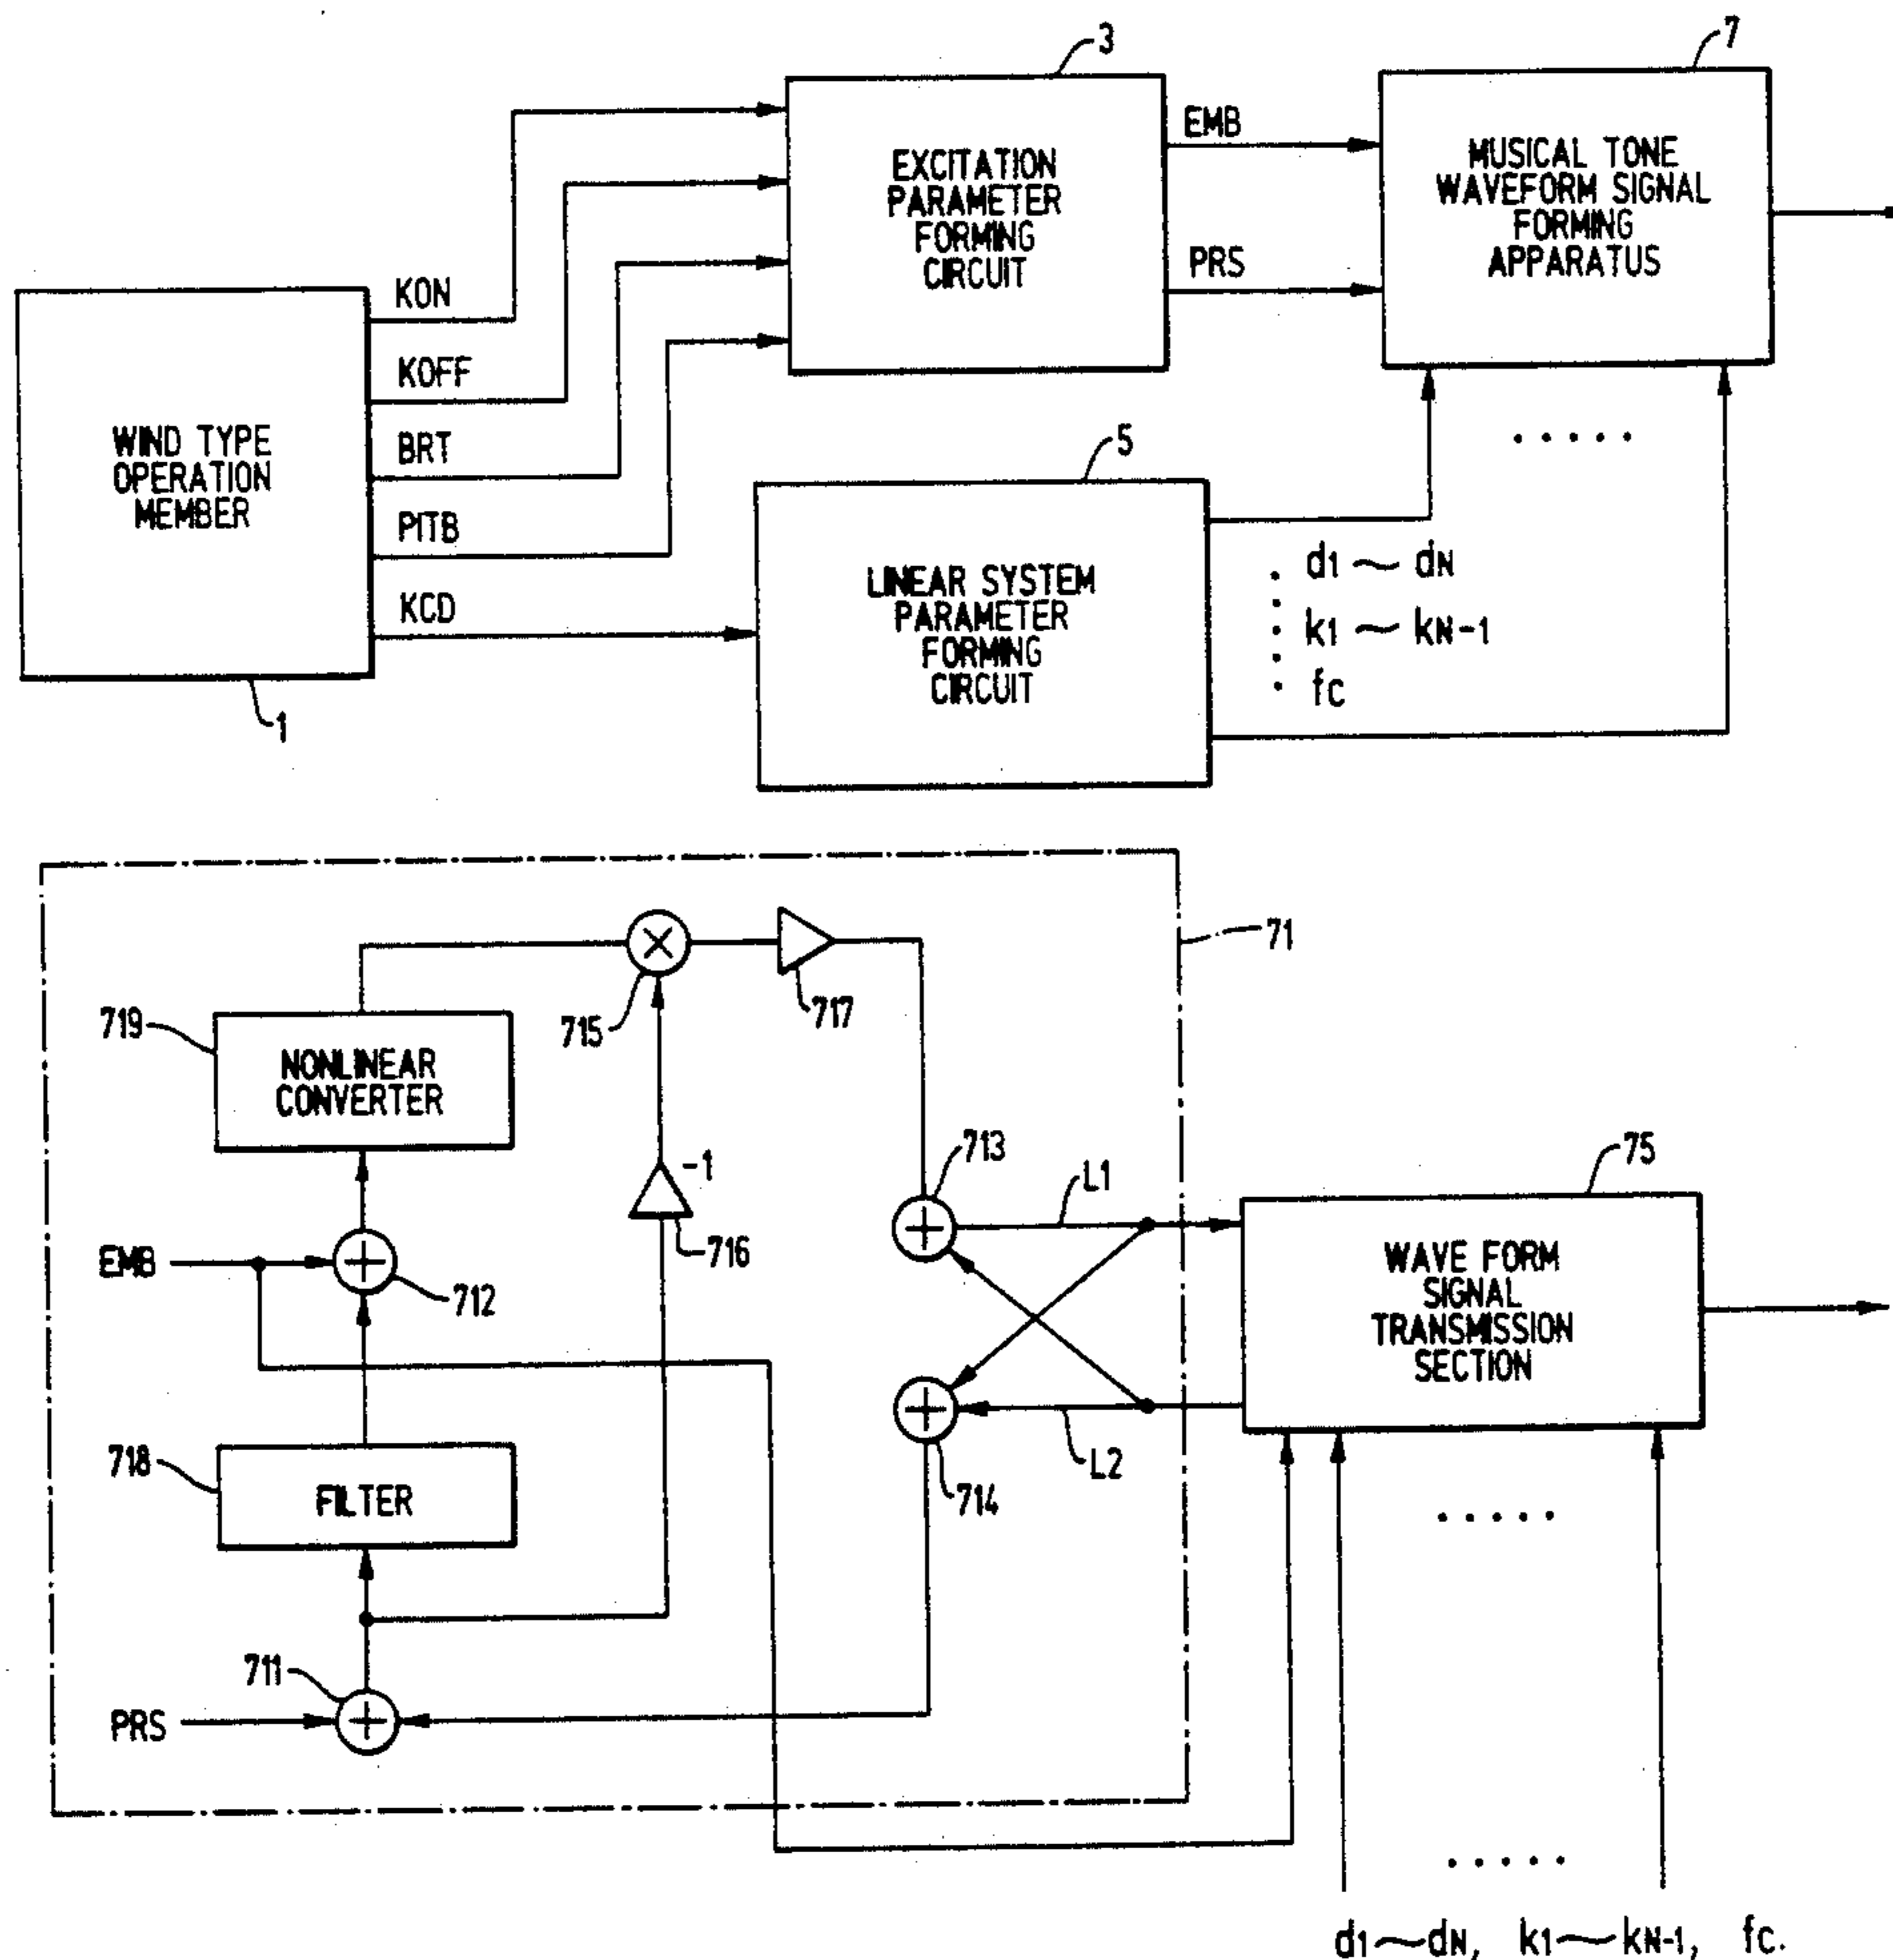 3
7
EXCITATION
PARAMETER
FORMING
CIRCUIT
EMB
PRS
MUSICAL TONE
WAVEFORM SIGNAL
FORMING
APPARATUS
WIND TYPE
OPERATION
MEMBER
KON
KOFF
BRT
PITB
KCD
1
5
LINEAR SYSTEM
PARAMETER
FORMING
CIRCUIT
d1~dN
k1~kN-1
fc
71
715
717
719
NONLINEAR
CONVERTER
-1
716
713
L1
75
EMB
712
WAVE FORM
SIGNAL
TRANSMISSION
SECTION
718
FILTER
714
L2
711
PRS
d1~dN, k1~kN-1, fc.